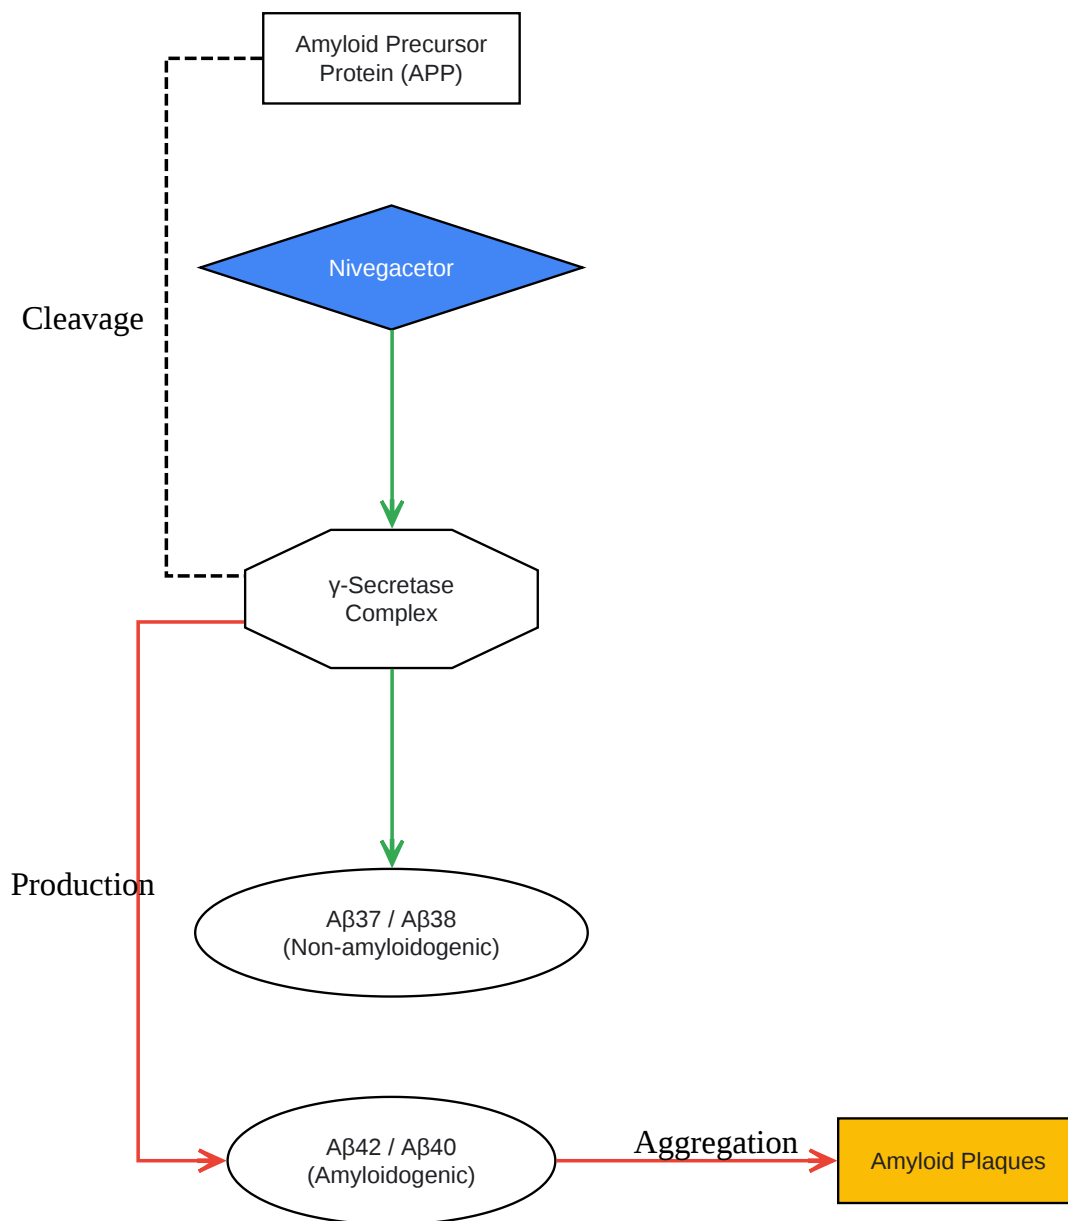 Amyloid Precursor
Protein (APP)
Nivegacetor
Cleavage
γ-Secretase
Complex
Production
Aβ37 / Aβ38
(Non-amyloidogenic)
Aβ42 / Aβ40
(Amyloidogenic)
Aggregation
Amyloid Plaques